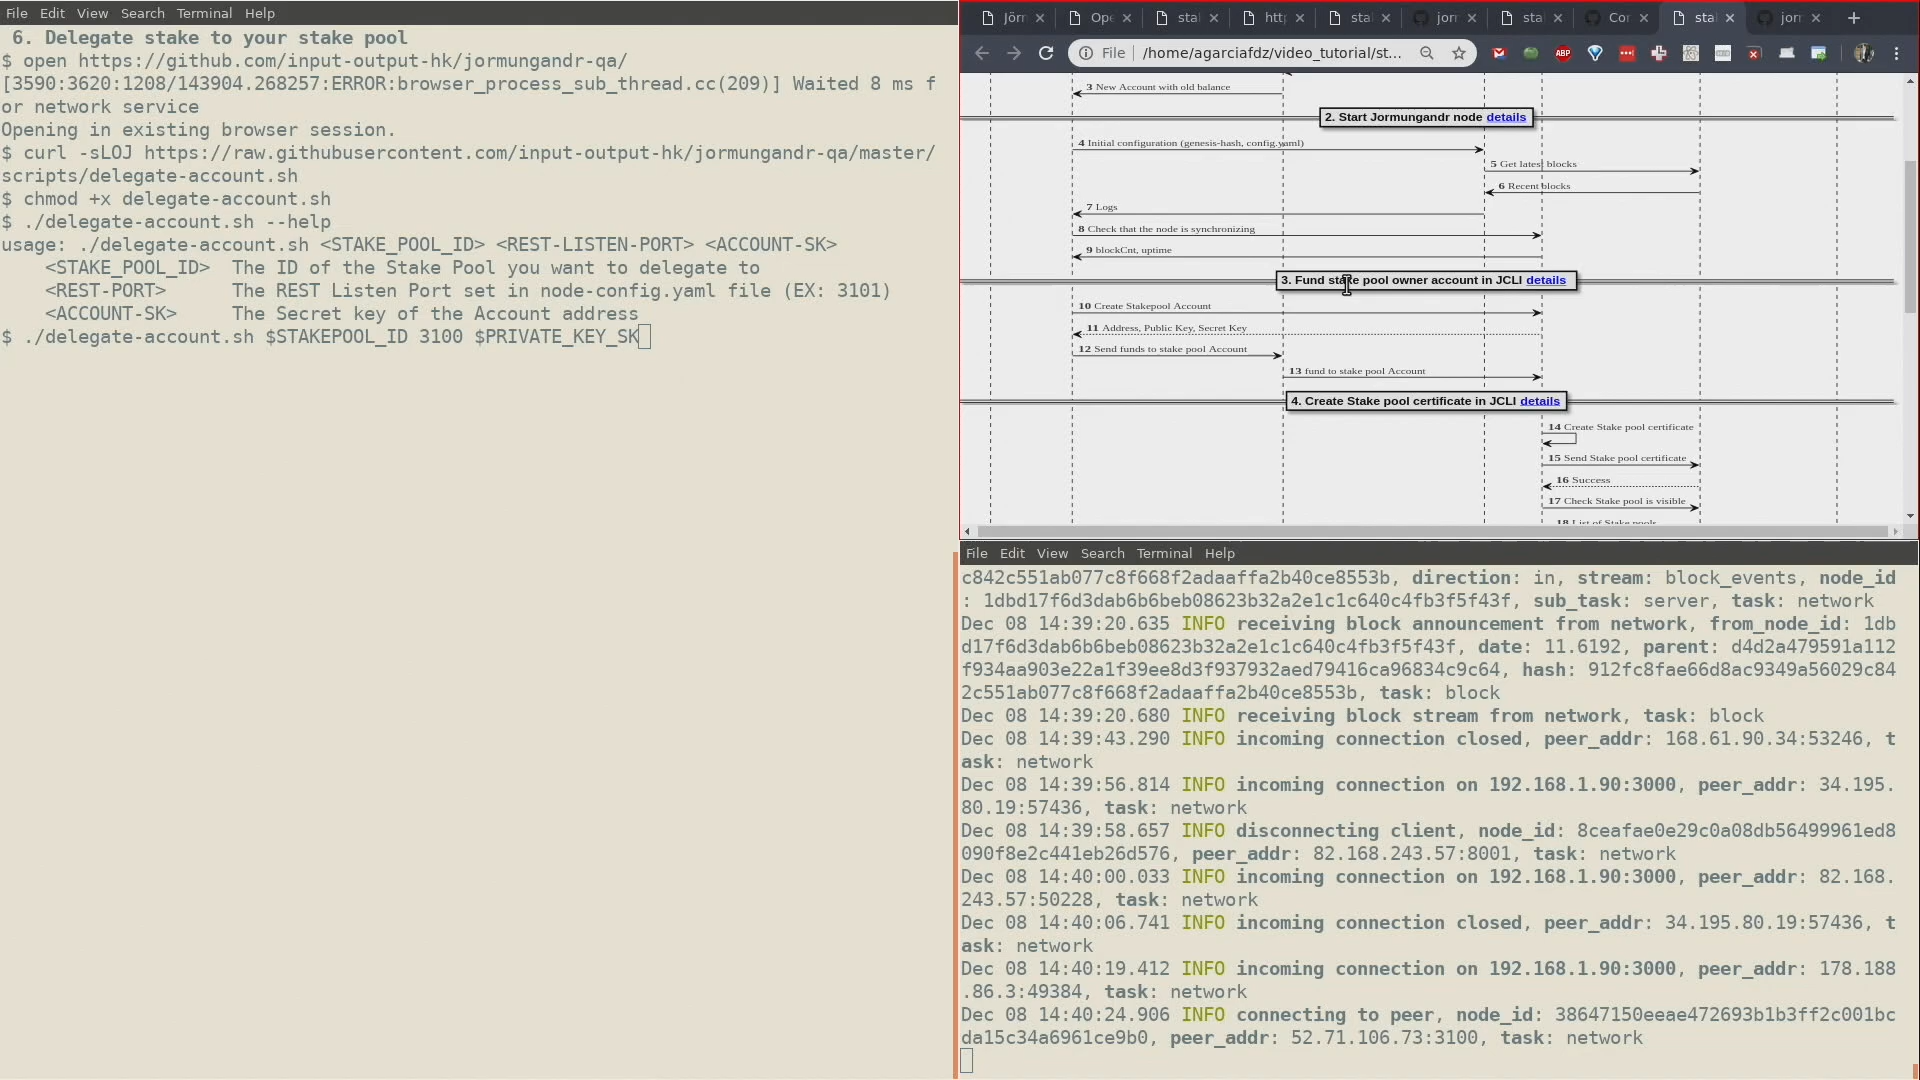 File Edit View Search Terminal Help
6. Delegate stake to your stake pool
$ open https://github.com/input-output-hk/jormungandr-qa/
[3590:3620:1208/143904.268257:ERROR:browser_process_sub_thread.cc(209)] Waited 8 ms f
or network service
Opening in existing browser session.
$ curl -sLOJ https://raw.githubusercontent.com/input-output-hk/jormungandr-qa/master/
scripts/delegate-account.sh
$ chmod +x delegate-account.sh
$ ./delegate-account.sh --help
usage: ./delegate-account.sh <STAKE_POOL_ID> <REST-LISTEN-PORT> <ACCOUNT-SK>
<STAKE_POOL_ID> The ID of the Stake Pool you want to delegate to
<REST-PORT> The REST Listen Port set in node-config.yaml file (EX: 3101)
<ACCOUNT-SK> The Secret key of the Account address
$ ./delegate-account.sh $STAKEPOOL_ID 3100 $PRIVATE_KEY_SK
Jörn Ope stal http stal jorn stal Cor stal jorn
File /home/agarciafdz/video_tutorial/st...
3 New Account with old balance
2. Start Jormungandr node details
4 Initial configuration (genesis-hash, config.yaml)
5 Get latest blocks
6 Recent blocks
7 Logs
8 Check that the node is synchronizing
9 blockCnt, uptime
3. Fund stake pool owner account in JCLI details
10 Create Stakepool Account
11 Address, Public Key, Secret Key
12 Send funds to stake pool Account
13 fund to stake pool Account
4. Create Stake pool certificate in JCLI details
14 Create Stake pool certificate
15 Send Stake pool certificate
16 Success
17 Check Stake pool is visible
18 List of Stake pools
File Edit View Search Terminal Help
c842c551ab077c8f668f2adaaffa2b40ce8553b, direction: in, stream: block_events, node_id
: 1dbd17f6d3dab6b6beb08623b32a2e1c1c640c4fb3f5f43f, sub_task: server, task: network
Dec 08 14:39:20.635 INFO receiving block announcement from network, from_node_id: 1db
d17f6d3dab6b6beb08623b32a2e1c1c640c4fb3f5f43f, date: 11.6192, parent: d4d2a479591a112
f934aa903e22a1f39ee8d3f937932aed79416ca96834c9c64, hash: 912fc8fae66d8ac9349a56029c84
2c551ab077c8f668f2adaaffa2b40ce8553b, task: block
Dec 08 14:39:20.680 INFO receiving block stream from network, task: block
Dec 08 14:39:43.290 INFO incoming connection closed, peer_addr: 168.61.90.34:53246, t
ask: network
Dec 08 14:39:56.814 INFO incoming connection on 192.168.1.90:3000, peer_addr: 34.195.
80.19:57436, task: network
Dec 08 14:39:58.657 INFO disconnecting client, node_id: 8ceafae0e29c0a08db56499961ed8
090f8e2c441eb26d576, peer_addr: 82.168.243.57:8001, task: network
Dec 08 14:40:00.033 INFO incoming connection on 192.168.1.90:3000, peer_addr: 82.168.
243.57:50228, task: network
Dec 08 14:40:06.741 INFO incoming connection closed, peer_addr: 34.195.80.19:57436, t
ask: network
Dec 08 14:40:19.412 INFO incoming connection on 192.168.1.90:3000, peer_addr: 178.188
.86.3:49384, task: network
Dec 08 14:40:24.906 INFO connecting to peer, node_id: 38647150eeae472693b1b3ff2c001bc
da15c34a6961ce9b0, peer_addr: 52.71.106.73:3100, task: network